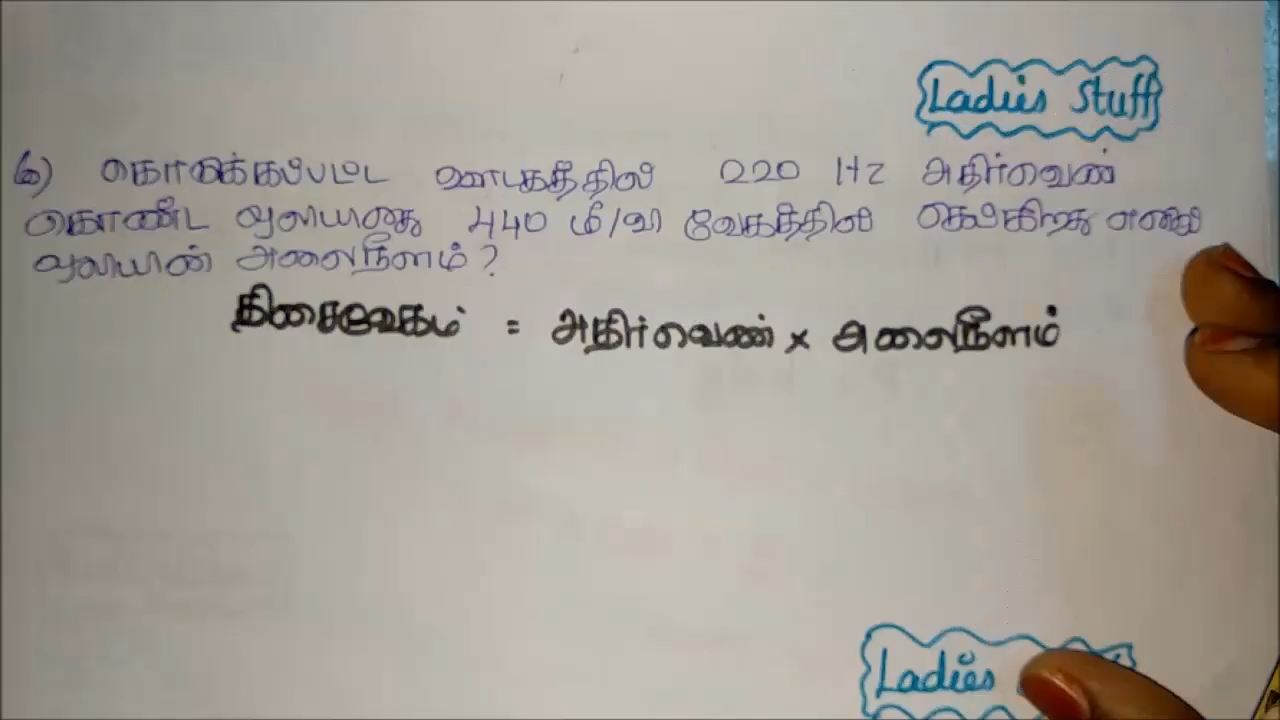 Ladies Stuff
6) கொடுக்கப்பட்ட ஊடகத்தில் 220 Hz அதிர்வெண்
கொண்ட ஒலியானது 440 மீ/வி வேகத்தில் செல்கிறது எனில்
ஒலியின் அலைநீளம் ?
திசைவேகம் = அதிர்வெண் × அலைநீளம்
Ladies